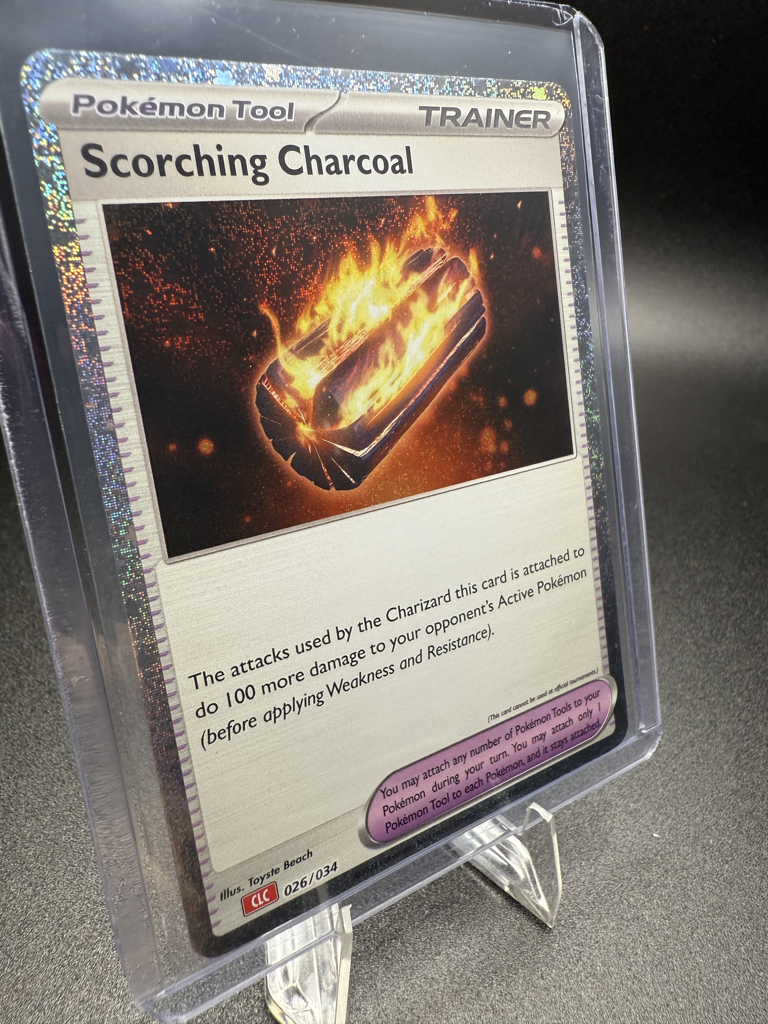 Pokémon Tool
TRAINER
Scorching Charcoal
The attacks used by the Charizard this card is attached to
do 100 more damage to your opponent's Active Pokémon
(before applying Weakness and Resistance).
(This card cannot be used at official tournaments.)
You may attach any number of Pokémon Tools to your
Pokémon during your turn. You may attach only 1
Pokémon Tool to each Pokémon, and it stays attached.
Illus. Toyste Beach
CLC 026/034